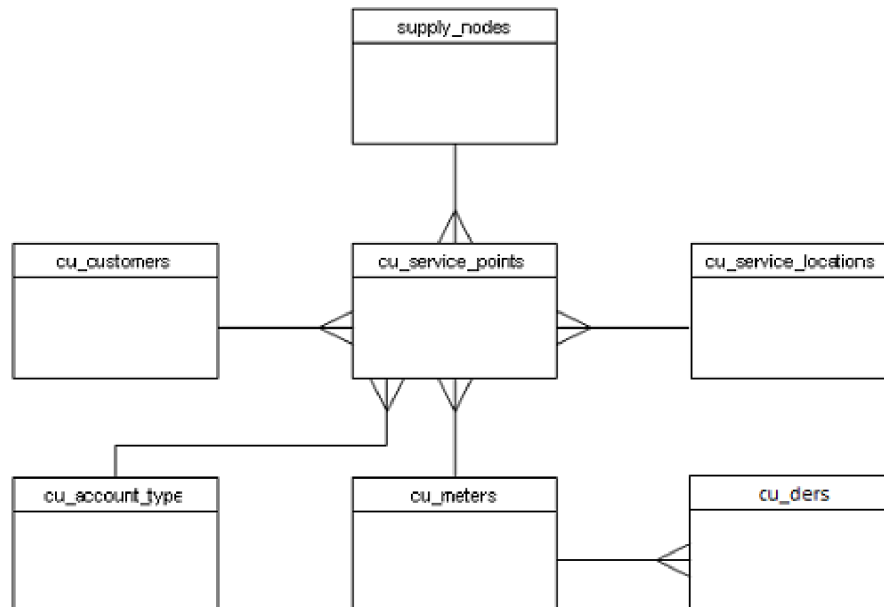 supply_nodes
cu_customers
cu_service_points
cu_service_locations
cu_account_type
cu_meters
cu_ders